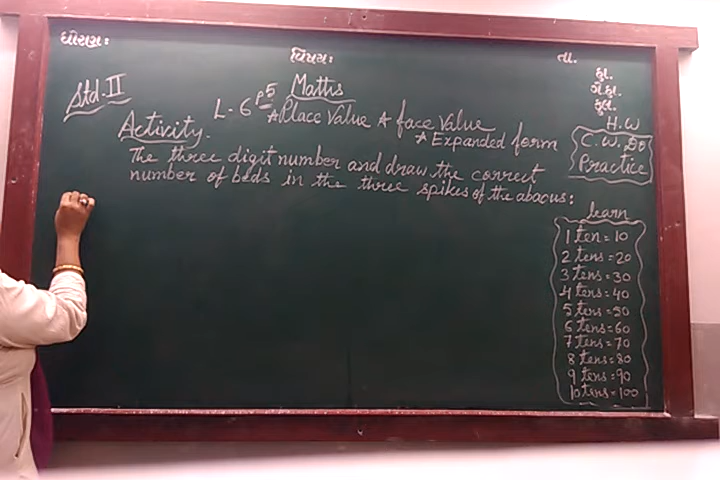 ધોરણ:
વિષય:
તા.
Std. II
Maths
કુ.
ગે.હા.
કુલ.
L-6 P5 *Place Value * face Value
* Expanded form
H.W
C.W. Do
Practice
Activity.
The three digit number and draw the correct
number of beds in the three spikes of the abacus:
learn
1 ten = 10
2 tens = 20
3 tens = 30
4 tens = 40
5 tens = 50
6 tens = 60
7 tens = 70
8 tens = 80
9 tens = 90
10 tens = 100